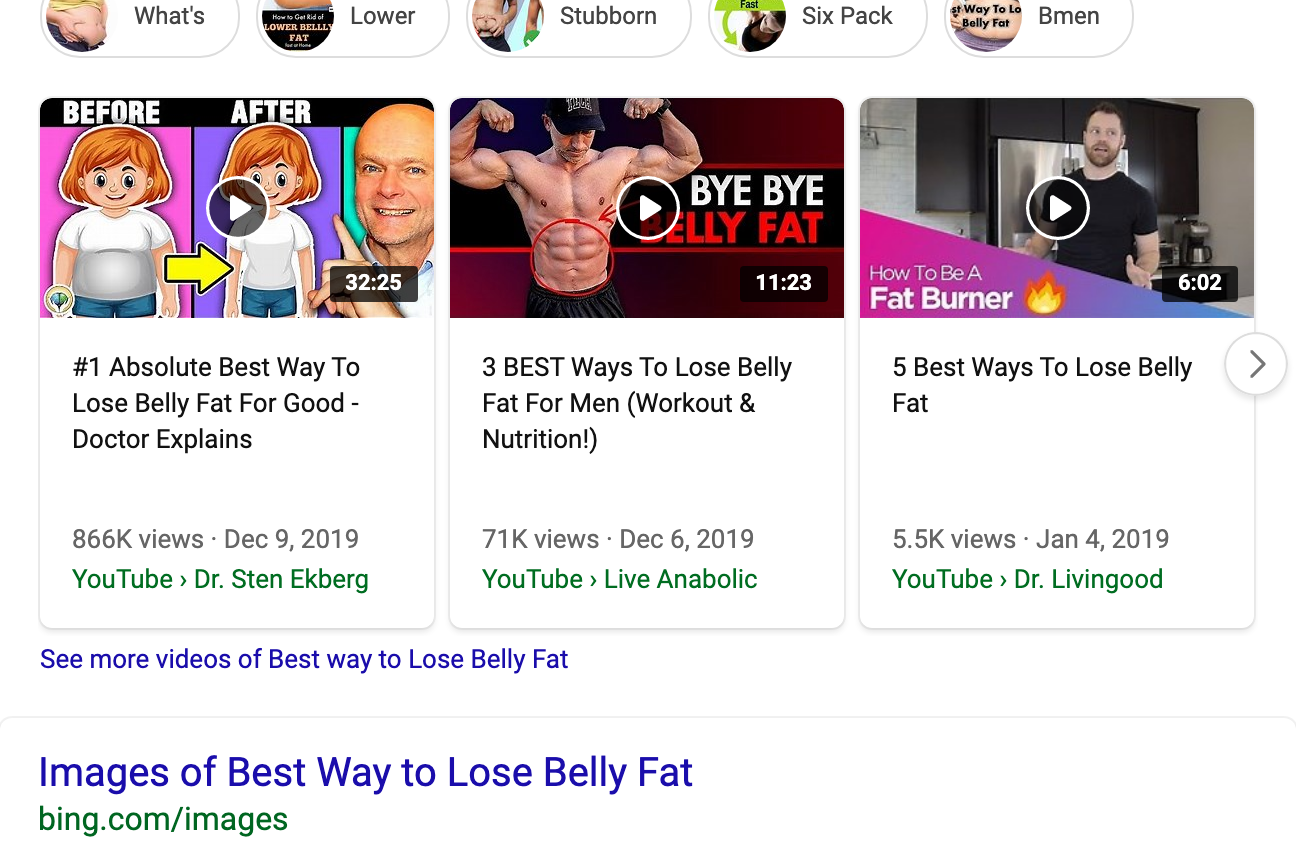 What's
Lower
Stubborn
Six Pack
Bmen
How to Get Rid of
LOWER BELLLY
FAT
Fast at Home
Fast
st Way To Lo
Belly Fat
BEFORE
AFTER
32:25
BYE BYE
BELLY FAT
11:23
How To Be A
Fat Burner
6:02
#1 Absolute Best Way To
Lose Belly Fat For Good -
Doctor Explains
866K views · Dec 9, 2019
YouTube › Dr. Sten Ekberg
3 BEST Ways To Lose Belly
Fat For Men (Workout &
Nutrition!)
71K views · Dec 6, 2019
YouTube › Live Anabolic
5 Best Ways To Lose Belly
Fat
5.5K views · Jan 4, 2019
YouTube › Dr. Livingood
See more videos of Best way to Lose Belly Fat
Images of Best Way to Lose Belly Fat
bing.com/images